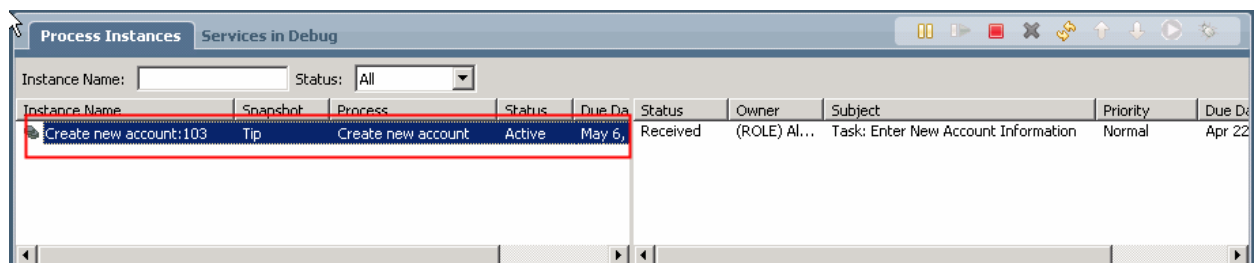 Process Instances Services in Debug
Instance Name: Status: All
Instance Name Snapshot Process Status Due Da Status Owner Subject Priority Due Da
Create new account:103 Tip Create new account Active May 6, Received (ROLE) Al... Task: Enter New Account Information Normal Apr 22